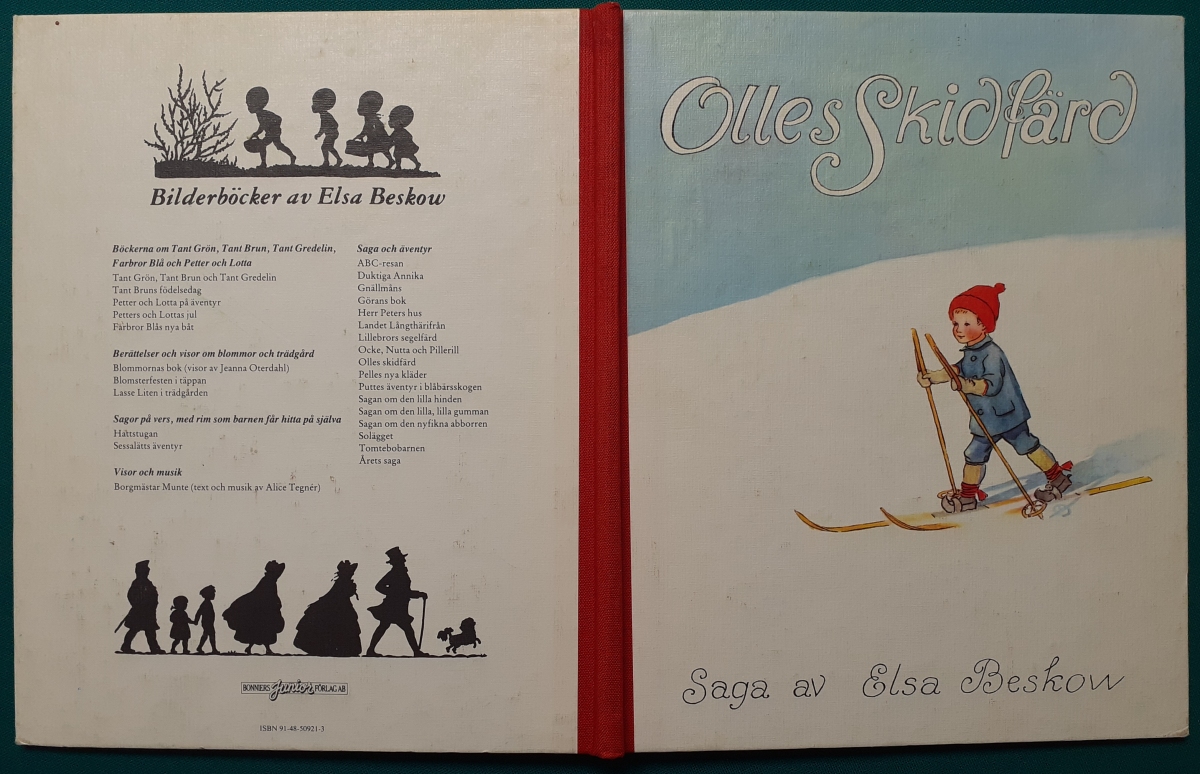 Bilderböcker av Elsa Beskow
Böckerna om Tant Grön, Tant Brun, Tant Gredelin,
Farbror Blå och Petter och Lotta
Tant Grön, Tant Brun och Tant Gredelin
Tant Bruns födelsedag
Petter och Lotta på äventyr
Petters och Lottas jul
Farbror Blås nya båt
Berättelser och visor om blommor och trädgård
Blommornas bok (visor av Jeanna Oterdahl)
Blomsterfesten i täppan
Lasse Liten i trädgården
Sagor på vers, med rim som barnen får hitta på själva
Hattstugan
Sessalätts äventyr
Visor och musik
Borgmästar Munte (text och musik av Alice Tegnér)
Saga och äventyr
ABC-resan
Duktiga Annika
Gnällmåns
Görans bok
Herr Peters hus
Landet Långthärifrån
Lillebrors segelfärd
Ocke, Nutta och Pillerill
Olles skidfärd
Pelles nya kläder
Puttes äventyr i blåbärsskogen
Sagan om den lilla hinden
Sagan om den lilla, lilla gumman
Sagan om den nyfikna abborren
Solägget
Tomtebobarnen
Årets saga
BONNIERS Junior FÖRLAG AB
ISBN 91-48-50921-3
Olles Skidfärd
Saga av Elsa Beskow